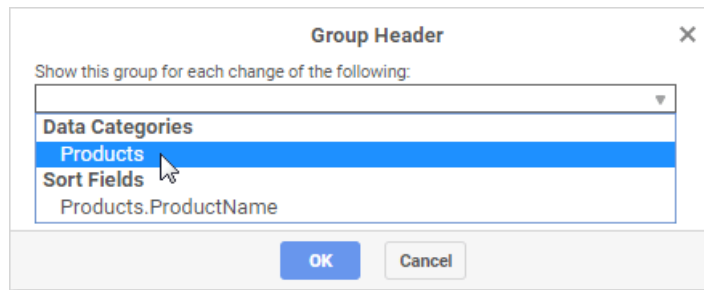 Group Header
Show this group for each change of the following:
Data Categories
Products
Sort Fields
Products.ProductName
OK
Cancel